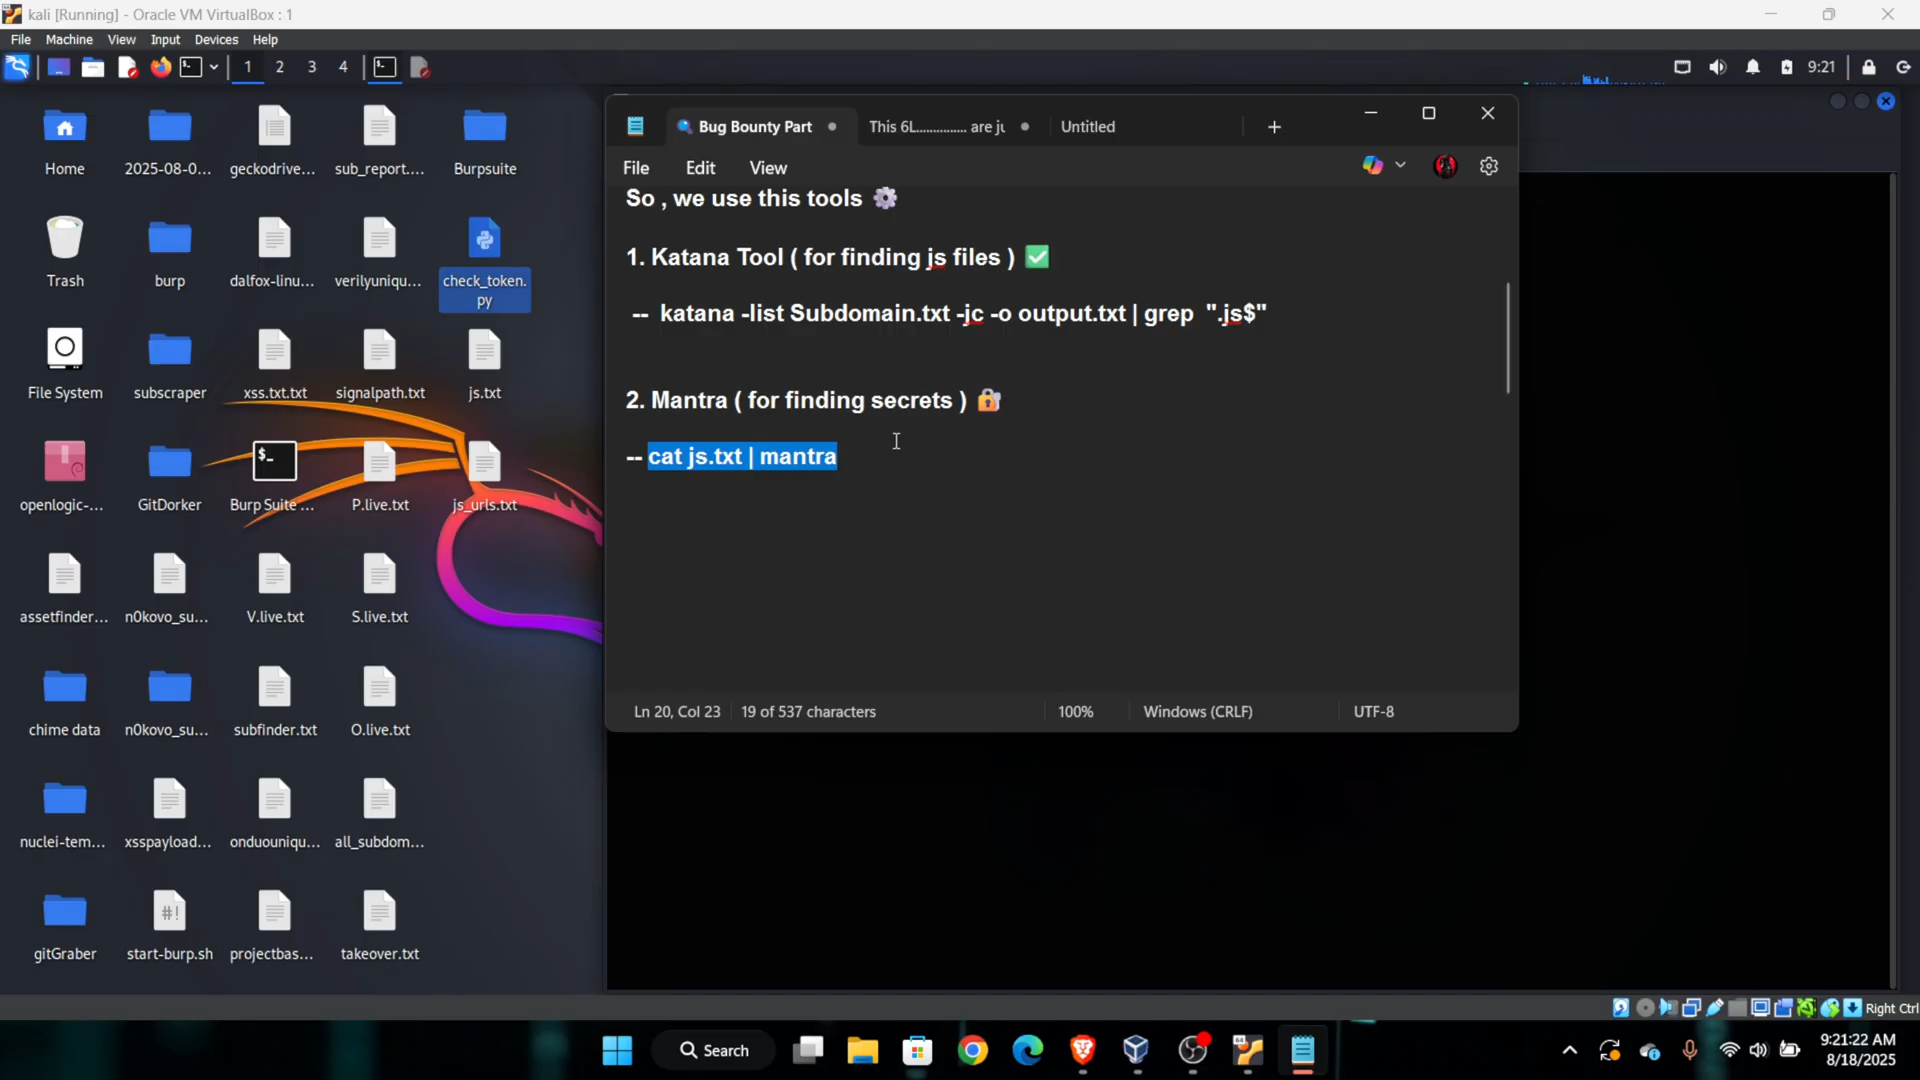 kali [Running] - Oracle VM VirtualBox : 1
File Machine View Input Devices Help
1 2 3 4
9:21
Home
2025-08-0...
geckodrive...
sub_report....
Burpsuite
Trash
burp
dalfox-linu...
verilyuniqu...
check_token.
py
File System
subscraper
xss.txt.txt
signalpath.txt
js.txt
openlogic-...
GitDorker
Burp Suite ...
P.live.txt
js_urls.txt
assetfinder...
n0kovo_su...
V.live.txt
S.live.txt
chime data
n0kovo_su...
subfinder.txt
O.live.txt
nuclei-tem...
xsspayload...
onduouniqu...
all_subdom...
gitGraber
start-burp.sh
projectbas...
takeover.txt
Bug Bounty Part
This 6L............... are ju
Untitled
File Edit View
So , we use this tools
1. Katana Tool ( for finding js files )
-- katana -list Subdomain.txt -jc -o output.txt | grep ".js$"
2. Mantra ( for finding secrets )
-- cat js.txt | mantra
Ln 20, Col 23 19 of 537 characters 100% Windows (CRLF) UTF-8
Right Ctrl
Search
9:21:22 AM
8/18/2025